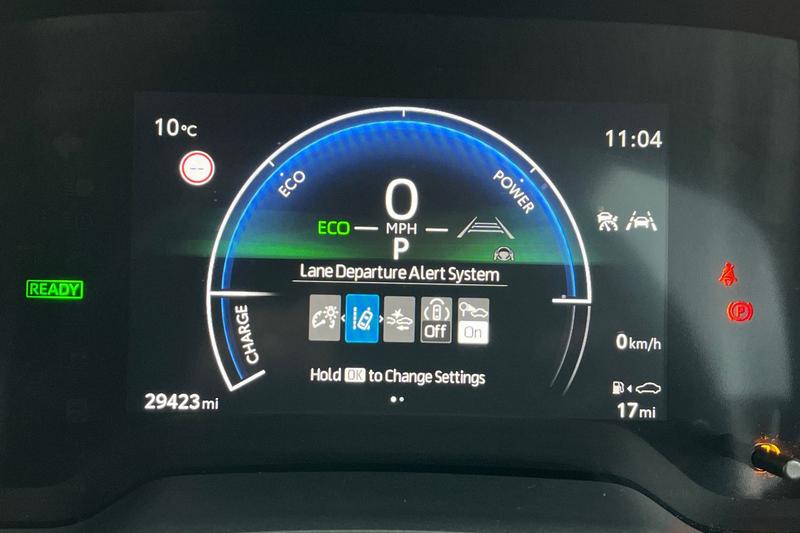 10°C
11:04
--
ECO
POWER
0
ECO
MPH
P
Lane Departure Alert System
READY
P
CHARGE
Off
On
0km/h
Hold OK to Change Settings
29423mi
17mi